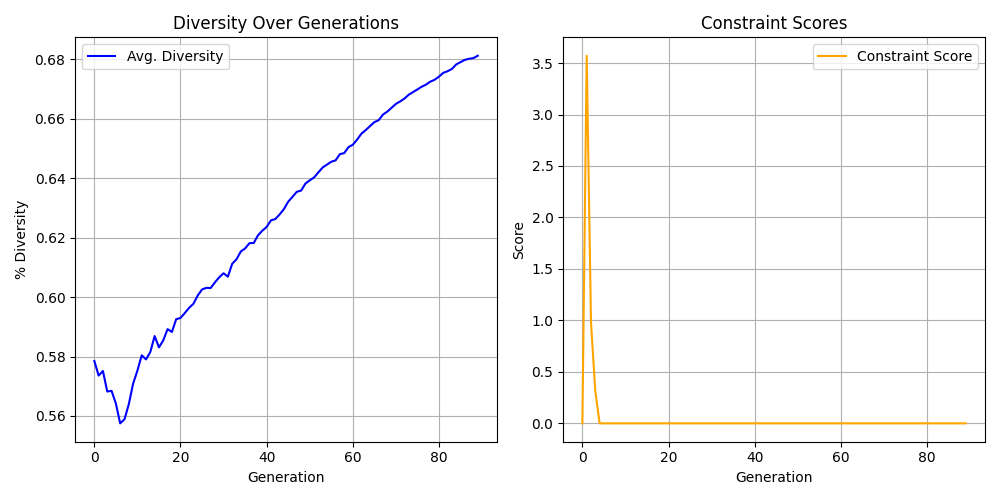 Diversity Over Generations
Avg. Diversity
% Diversity
0.68
0.66
0.64
0.62
0.60
0.58
0.56
0 20 40 60 80
Generation
Constraint Scores
Constraint Score
Score
3.5
3.0
2.5
2.0
1.5
1.0
0.5
0.0
0 20 40 60 80
Generation